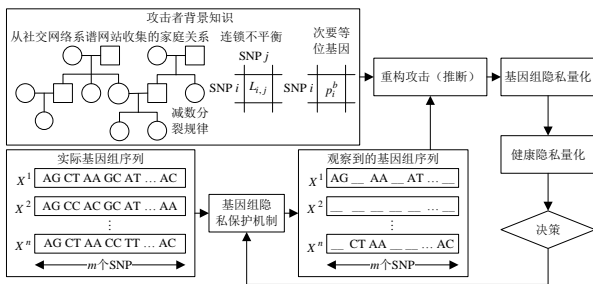 攻击者背景知识
从社交网络系谱网站收集的家庭关系
连锁不平衡
次要等
位基因
SNP j
SNP i
L_{i,j}
SNP i
p_i^b
减数分
裂规律
重构攻击（推断）
基因组隐私量化
健康隐私量化
决策
实际基因组序列
X^1 AG CT AA GC AT … AC
X^2 AG CC AC GC AT … AA
⋮
X^n AG CT AA CC TT … AC
m个SNP
基因组隐
私保护机制
观察到的基因组序列
X^1 AG __ AA __ AT … __
X^2 __ __ __ __ __ … __
⋮
X^n __ CT AA __ __ … AC
m个SNP